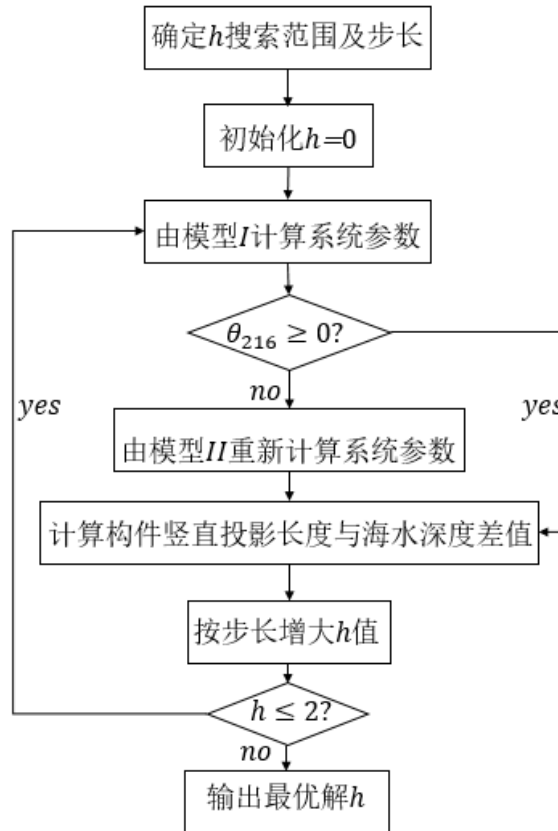 确定h搜索范围及步长
初始化h=0
由模型I计算系统参数
θ₂₁₆ ≥ 0?
no
yes
yes
由模型II重新计算系统参数
计算构件竖直投影长度与海水深度差值
按步长增大h值
h ≤ 2?
no
输出最优解h